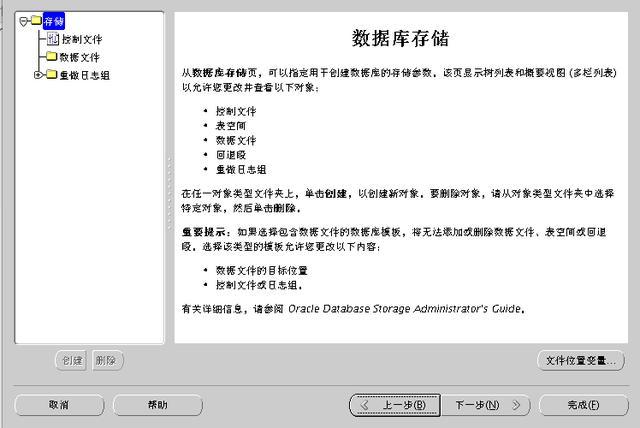 存储
控制文件
数据文件
重做日志组
数据库存储
从数据库存储页，可以指定用于创建数据库的存储参数。该页显示树列表和概要视图 (多栏列表)
以允许您更改并查看以下对象：
• 控制文件
• 表空间
• 数据文件
• 回退段
• 重做日志组
在任一对象类型文件夹上，单击创建，以创建新对象。要删除对象，请从对象类型文件夹中选择
特定对象，然后单击删除。
重要提示：如果选择包含数据文件的数据库模板，将无法添加或删除数据文件、表空间或回退
段。选择该类型的模板允许您更改以下内容：
• 数据文件的目标位置
• 控制文件或日志组。
有关详细信息，请参阅 Oracle Database Storage Administrator's Guide。
创建 删除 文件位置变量...
取消 帮助 上一步(B) 下一步(N) 完成(F)